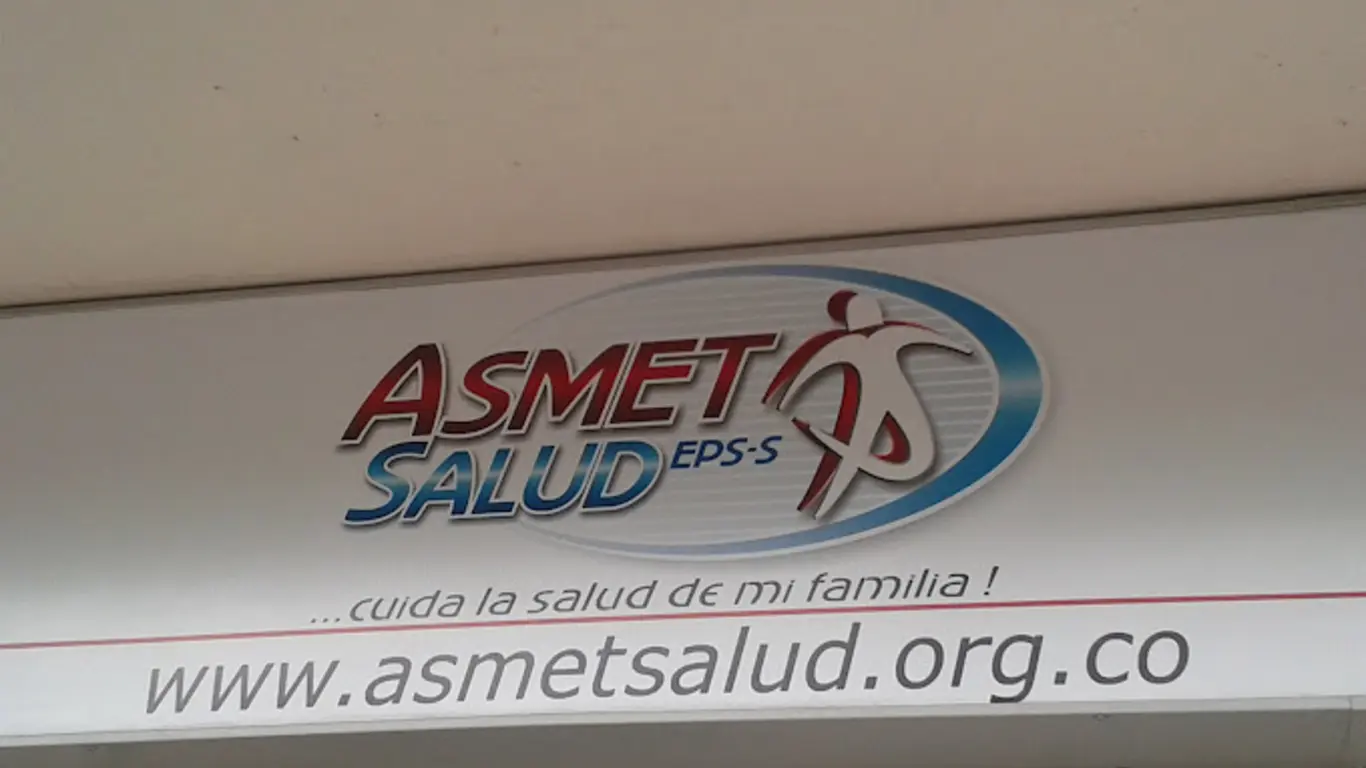 ASMET
SALUD EPS-S
...cuida la salud de mi familia !
www.asmetsalud.org.co